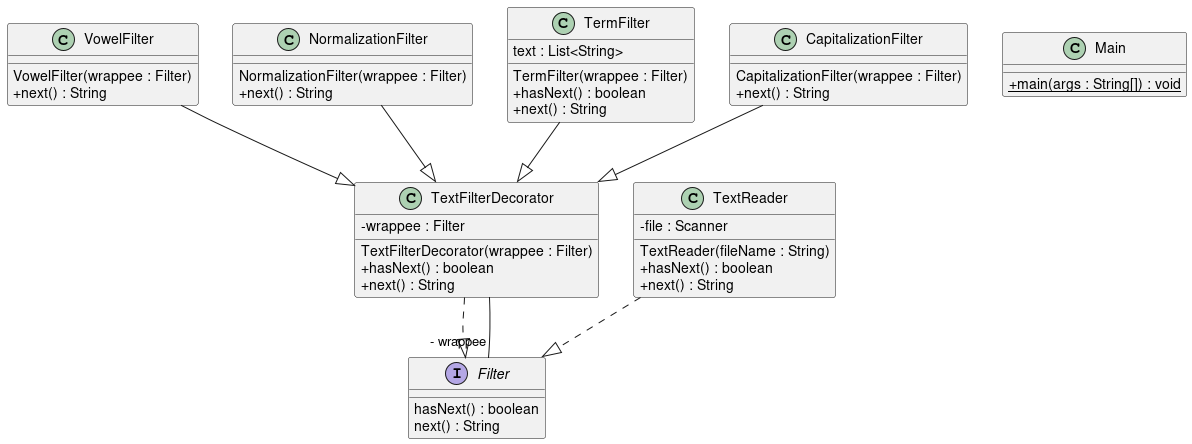 C VowelFilter
VowelFilter(wrappee : Filter)
+next() : String
C NormalizationFilter
NormalizationFilter(wrappee : Filter)
+next() : String
C TermFilter
text : List<String>
TermFilter(wrappee : Filter)
+hasNext() : boolean
+next() : String
C CapitalizationFilter
CapitalizationFilter(wrappee : Filter)
+next() : String
C Main
+main(args : String[]) : void
C TextFilterDecorator
-wrappee : Filter
TextFilterDecorator(wrappee : Filter)
+hasNext() : boolean
+next() : String
C TextReader
-file : Scanner
TextReader(fileName : String)
+hasNext() : boolean
+next() : String
- wrappee
I Filter
hasNext() : boolean
next() : String